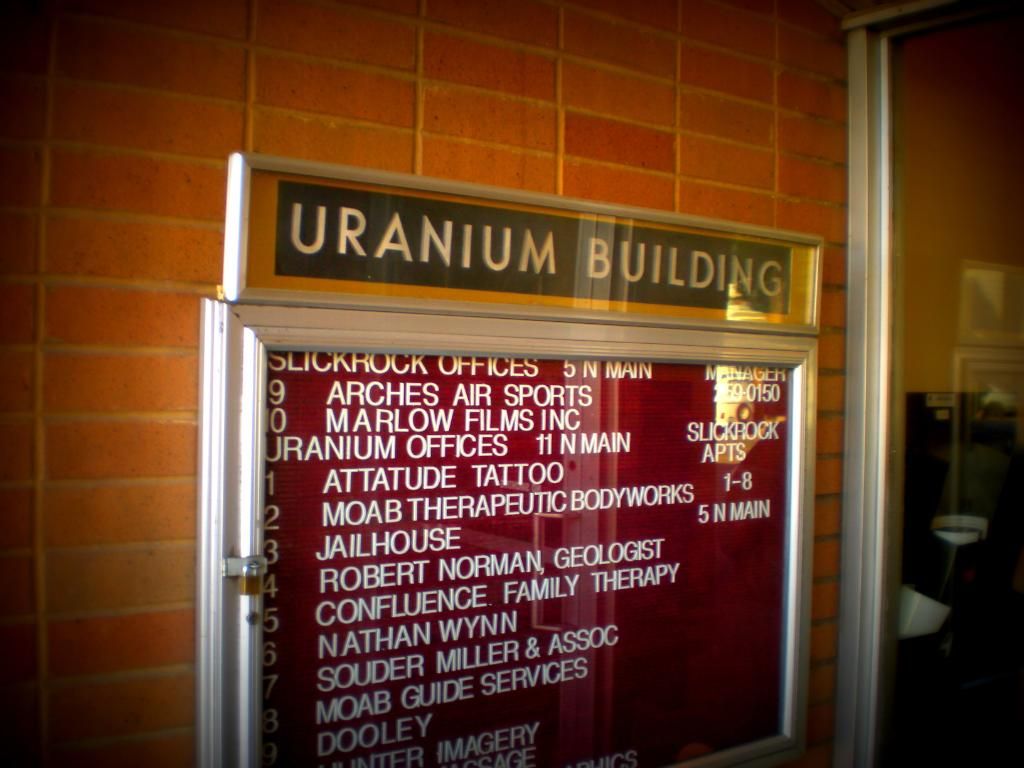 URANIUM BUILDING
SLICKROCK OFFICES 5 N MAIN
9 ARCHES AIR SPORTS
10 MARLOW FILMS INC
URANIUM OFFICES 11 N MAIN
1 ATTATUDE TATTOO
2 MOAB THERAPEUTIC BODYWORKS
3 JAILHOUSE
4 ROBERT NORMAN, GEOLOGIST
5 CONFLUENCE FAMILY THERAPY
6 NATHAN WYNN
7 SOUDER MILLER & ASSOC
8 MOAB GUIDE SERVICES
9 DOOLEY
HUNTER IMAGERY
MANAGER
259-0150
SLICKROCK
APTS
1-8
5 N MAIN